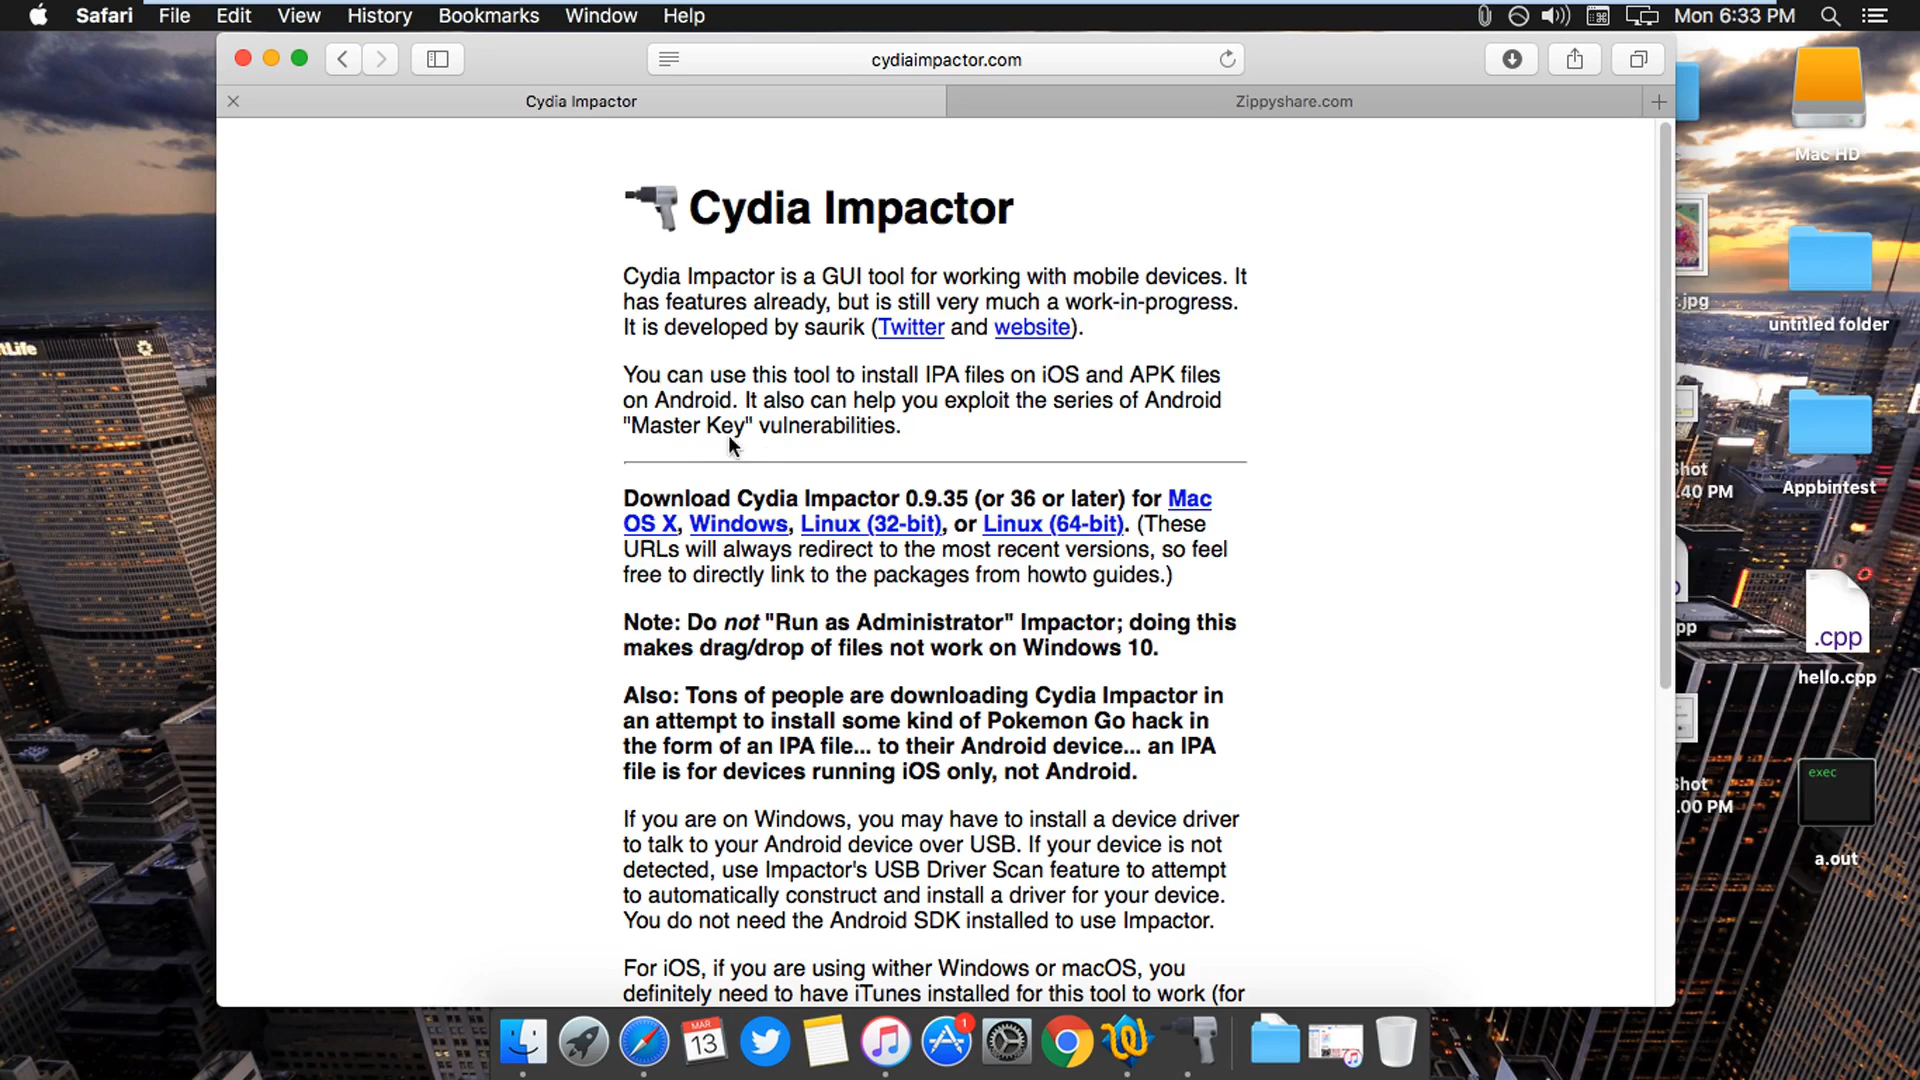 Safari File Edit View History Bookmarks Window Help Mon 6:33 PM
cydiaimpactor.com
Cydia Impactor Zippyshare.com
Cydia Impactor
Cydia Impactor is a GUI tool for working with mobile devices. It
has features already, but is still very much a work-in-progress.
It is developed by saurik (Twitter and website).
You can use this tool to install IPA files on iOS and APK files
on Android. It also can help you exploit the series of Android
"Master Key" vulnerabilities.
Download Cydia Impactor 0.9.35 (or 36 or later) for Mac
OS X, Windows, Linux (32-bit), or Linux (64-bit). (These
URLs will always redirect to the most recent versions, so feel
free to directly link to the packages from howto guides.)
Note: Do not "Run as Administrator" Impactor; doing this
makes drag/drop of files not work on Windows 10.
Also: Tons of people are downloading Cydia Impactor in
an attempt to install some kind of Pokemon Go hack in
the form of an IPA file... to their Android device... an IPA
file is for devices running iOS only, not Android.
If you are on Windows, you may have to install a device driver
to talk to your Android device over USB. If your device is not
detected, use Impactor's USB Driver Scan feature to attempt
to automatically construct and install a driver for your device.
You do not need the Android SDK installed to use Impactor.
For iOS, if you are using wither Windows or macOS, you
definitely need to have iTunes installed for this tool to work (for
Mac HD
.jpg
untitled folder
Shot
.40 PM
Appbintest
.cpp
pp
hello.cpp
Shot
.00 PM
exec
a.out
tLife
MAR
13
1